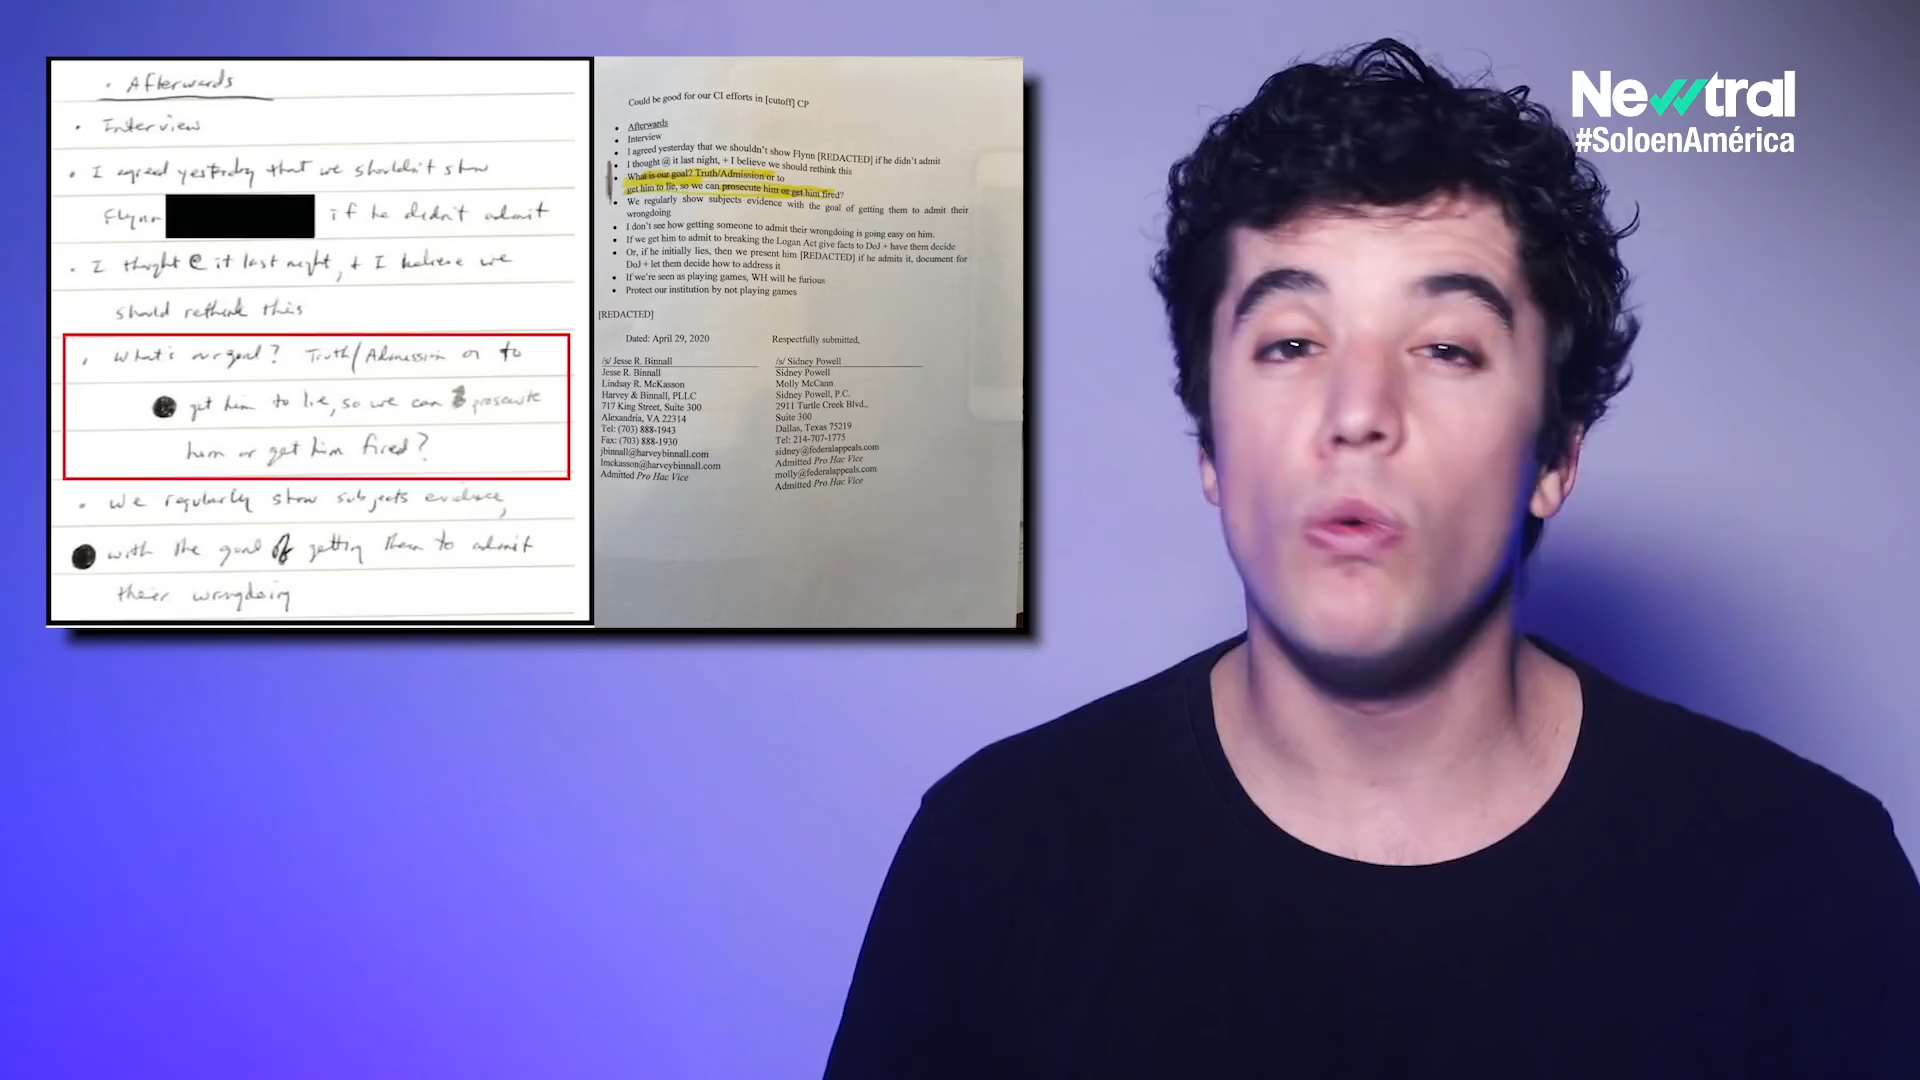 • Afterwards
• Interview
• I agreed yesterday that we shouldn't show
Flynn if he didn't admit
• I thought @ it last night, + I believe we
should rethink this
• What's our goal? Truth/Admission or to
get him to lie, so we can prosecute
him or get him fired?
• we regularly show subjects evidence,
with the goal of getting them to admit
their wrongdoing
Could be good for our CI efforts in [cutoff] CP
• Afterwards
• Interview
• I agreed yesterday that we shouldn't show Flynn [REDACTED] if he didn't admit
• I thought @ it last night, + I believe we should rethink this
• What is our goal? Truth/Admission or to
get him to lie, so we can prosecute him or get him fired?
• We regularly show subjects evidence with the goal of getting them to admit their
wrongdoing
• I don't see how getting someone to admit their wrongdoing is going easy on him.
• If we get him to admit to breaking the Logan Act give facts to DoJ + have them decide
• Or, if he initially lies, then we present him [REDACTED] if he admits it, document for
DoJ + let them decide how to address it
• If we're seen as playing games, WH will be furious
• Protect our institution by not playing games
[REDACTED]
Dated: April 29, 2020
Respectfully submitted,
/s/ Jesse R. Binnall
Jesse R. Binnall
Lindsay R. McKasson
Harvey & Binnall, PLLC
717 King Street, Suite 300
Alexandria, VA 22314
Tel: (703) 888-1943
Fax: (703) 888-1930
jbinnall@harveybinnall.com
lmckasson@harveybinnall.com
Admitted Pro Hac Vice
/s/ Sidney Powell
Sidney Powell
Molly McCann
Sidney Powell, P.C.
2911 Turtle Creek Blvd.,
Suite 300
Dallas, Texas 75219
Tel: 214-707-1775
sidney@federalappeals.com
Admitted Pro Hac Vice
molly@federalappeals.com
Admitted Pro Hac Vice
Newtral
#SoloenAmérica